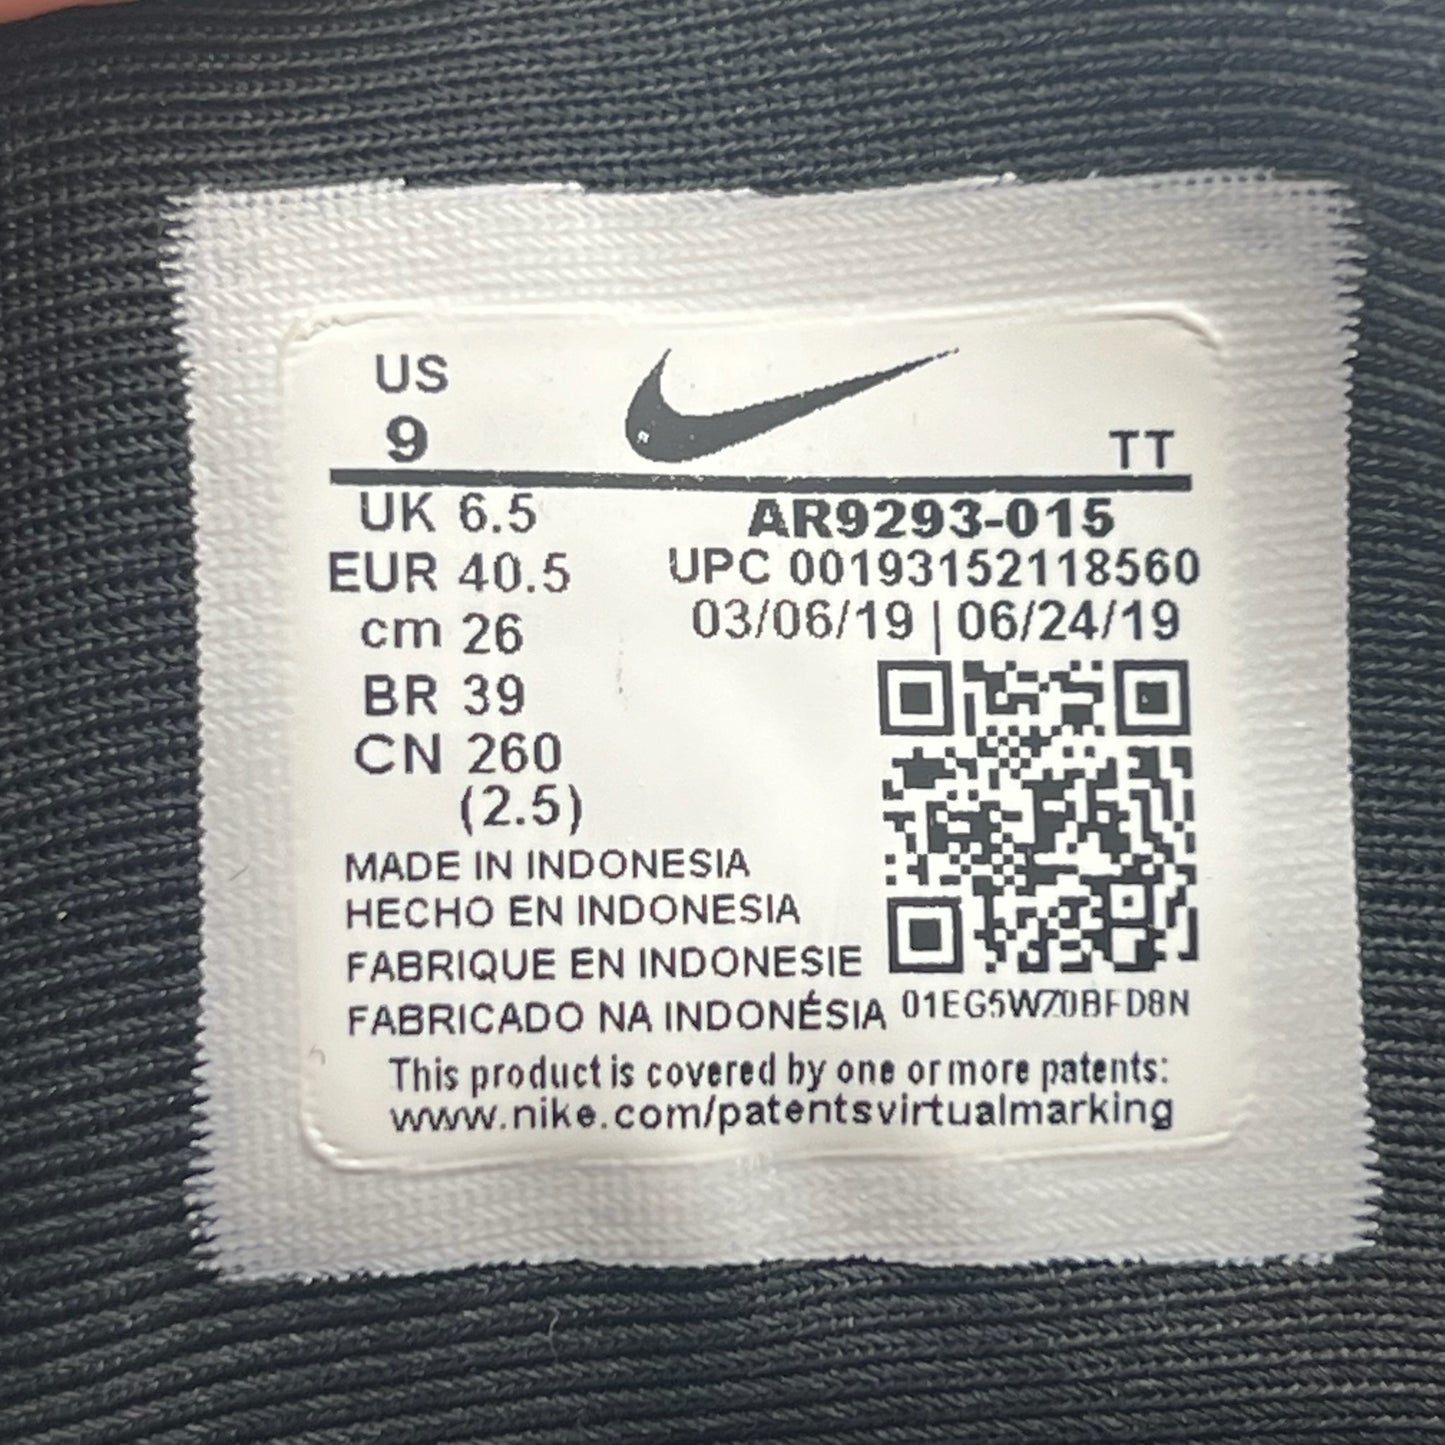 US
9
TT
UK 6.5
EUR 40.5
cm 26
BR 39
CN 260
(2.5)
AR9293-015
UPC 00193152118560
03/06/19 | 06/24/19
MADE IN INDONESIA
HECHO EN INDONESIA
FABRIQUE EN INDONESIE
FABRICADO NA INDONÉSIA
01EG5WZ0BFD8N
This product is covered by one or more patents:
www.nike.com/patentsvirtualmarking